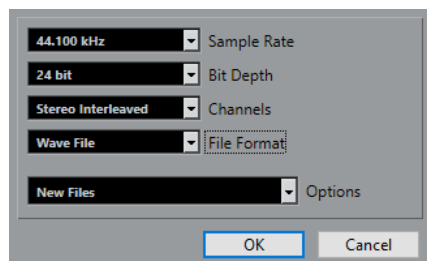 44.100 kHz Sample Rate
24 bit Bit Depth
Stereo Interleaved Channels
Wave File File Format
New Files Options
OK Cancel